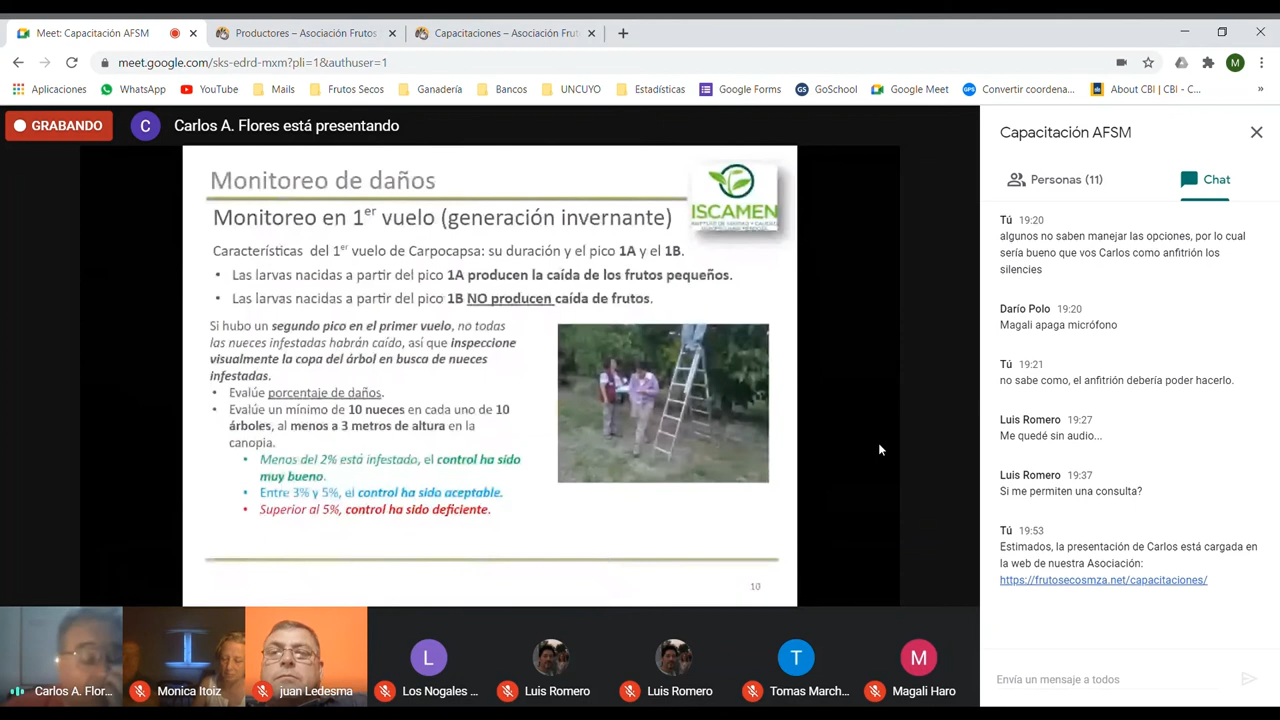 Meet: Capacitación AFSM
Productores – Asociación Frutos
Capacitaciones – Asociación Frut
meet.google.com/sks-edrd-mxm?pli=1&authuser=1
M
Aplicaciones
WhatsApp
YouTube
Mails
Frutos Secos
Ganadería
Bancos
UNCUYO
Estadísticas
Google Forms
GoSchool
Google Meet
Convertir coordena...
About CBI | CBI - C...
GRABANDO
C
Carlos A. Flores está presentando
Monitoreo de daños
ISCAMEN
Monitoreo en 1er vuelo (generación invernante)
Características del 1er vuelo de Carpocapsa: su duración y el pico 1A y el 1B.
• Las larvas nacidas a partir del pico 1A producen la caída de los frutos pequeños.
• Las larvas nacidas a partir del pico 1B NO producen caída de frutos.
Si hubo un segundo pico en el primer vuelo, no todas
las nueces infestadas habrán caído, así que inspeccione
visualmente la copa del árbol en busca de nueces
infestadas.
• Evalúe porcentaje de daños.
• Evalúe un mínimo de 10 nueces en cada uno de 10
árboles, al menos a 3 metros de altura en la
canopia.
• Menos del 2% está infestado, el control ha sido
muy bueno.
• Entre 3% y 5%, el control ha sido aceptable.
• Superior al 5%, control ha sido deficiente.
10
Capacitación AFSM
Personas (11)
Chat
Tú 19:20
algunos no saben manejar las opciones, por lo cual
sería bueno que vos Carlos como anfitrión los
silencies
Darío Polo 19:20
Magali apaga micrófono
Tú 19:21
no sabe como, el anfitrión debería poder hacerlo.
Luis Romero 19:27
Me quedé sin audio...
Luis Romero 19:37
Si me permiten una consulta?
Tú 19:53
Estimados, la presentación de Carlos está cargada en
la web de nuestra Asociación:
https://frutosecosmza.net/capacitaciones/
Envía un mensaje a todos
L
T
M
Carlos A. Flor...
Monica Itoiz
juan Ledesma
Los Nogales ...
Luis Romero
Luis Romero
Tomas March...
Magali Haro